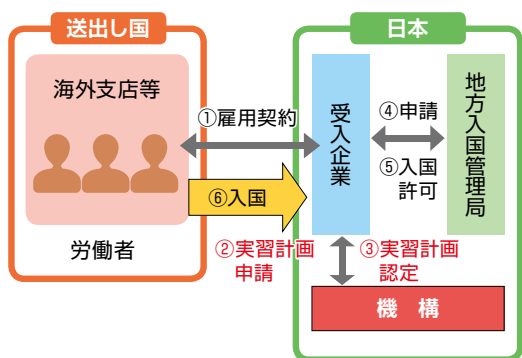 送出し国
海外支店等
労働者
日本
①雇用契約
受入企業
④申請
⑤入国
許可
地方入国管理局
⑥入国
②実習計画
申請
③実習計画
認定
機 構